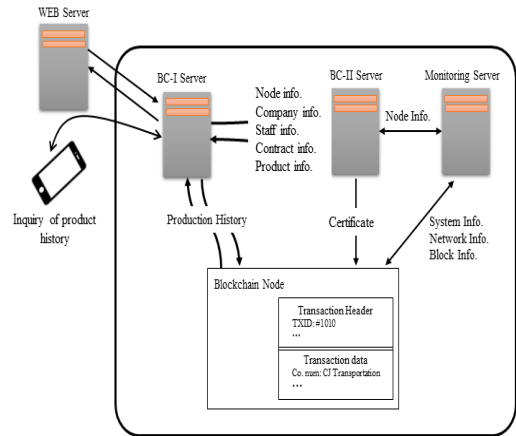 WEB Server
BC-I Server
BC-II Server
Monitoring Server
Node info.
Company info.
Staff info.
Contract info.
Product info.
Node Info.
Inquiry of product
history
Production History
Certificate
System Info.
Network Info.
Block Info.
Blockchain Node
Transaction Header
TXID: #1010
...
Transaction data
Co. num: CJ Transportation
...